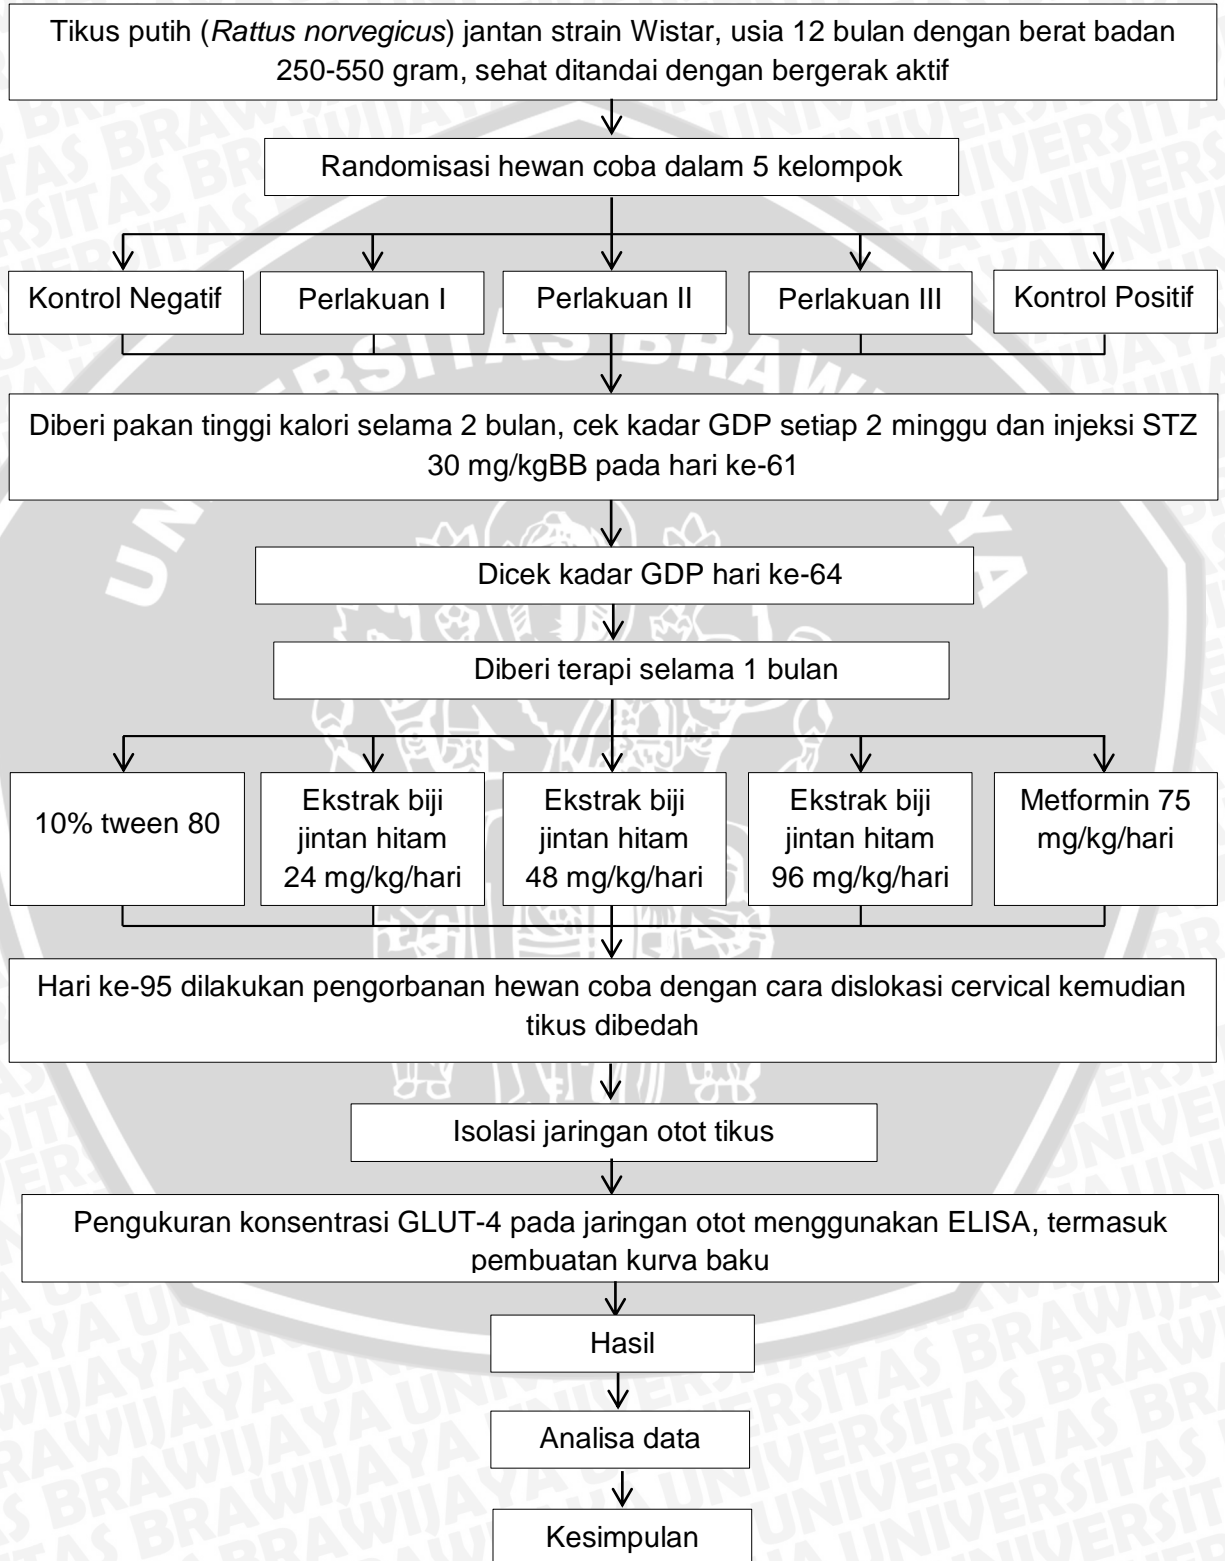 Tikus putih (Rattus norvegicus) jantan strain Wistar, usia 12 bulan dengan berat badan
250-550 gram, sehat ditandai dengan bergerak aktif
Randomisasi hewan coba dalam 5 kelompok
Kontrol Negatif
Perlakuan I
Perlakuan II
Perlakuan III
Kontrol Positif
Diberi pakan tinggi kalori selama 2 bulan, cek kadar GDP setiap 2 minggu dan injeksi STZ
30 mg/kgBB pada hari ke-61
Dicek kadar GDP hari ke-64
Diberi terapi selama 1 bulan
10% tween 80
Ekstrak biji
jintan hitam
24 mg/kg/hari
Ekstrak biji
jintan hitam
48 mg/kg/hari
Ekstrak biji
jintan hitam
96 mg/kg/hari
Metformin 75
mg/kg/hari
Hari ke-95 dilakukan pengorbanan hewan coba dengan cara dislokasi cervical kemudian
tikus dibedah
Isolasi jaringan otot tikus
Pengukuran konsentrasi GLUT-4 pada jaringan otot menggunakan ELISA, termasuk
pembuatan kurva baku
Hasil
Analisa data
Kesimpulan